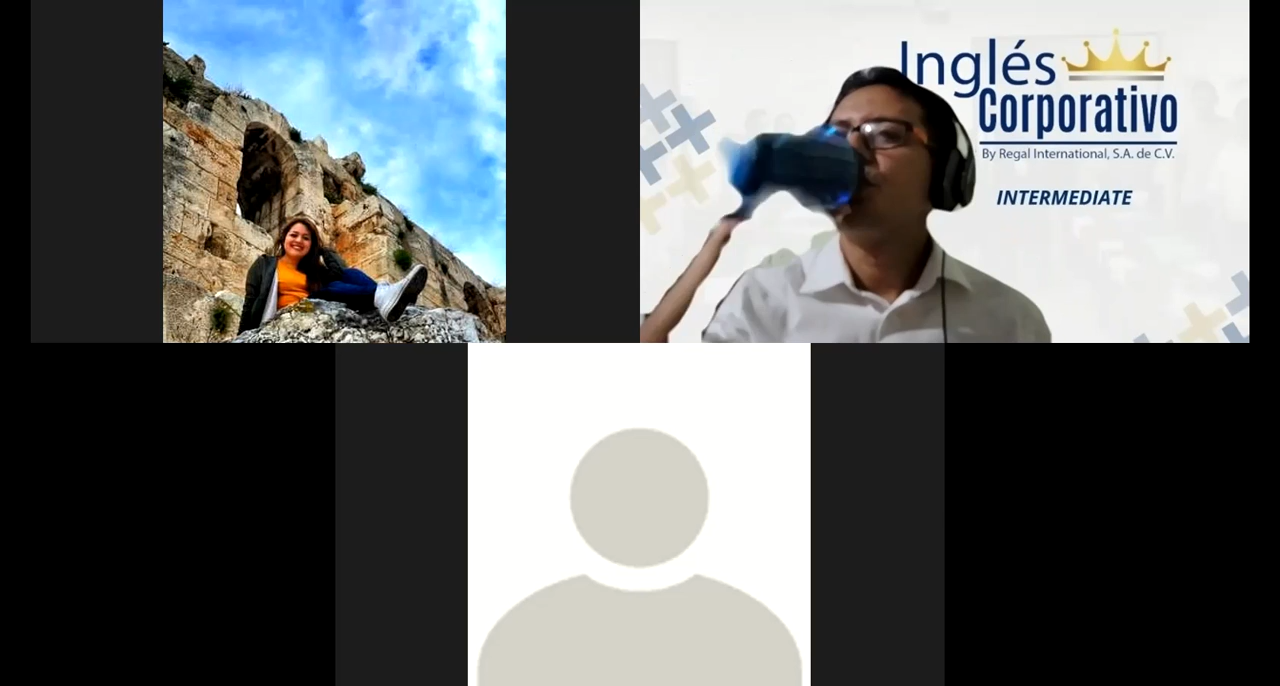 Inglés
Corporativo
By Regal International, S.A. de C.V.
INTERMEDIATE